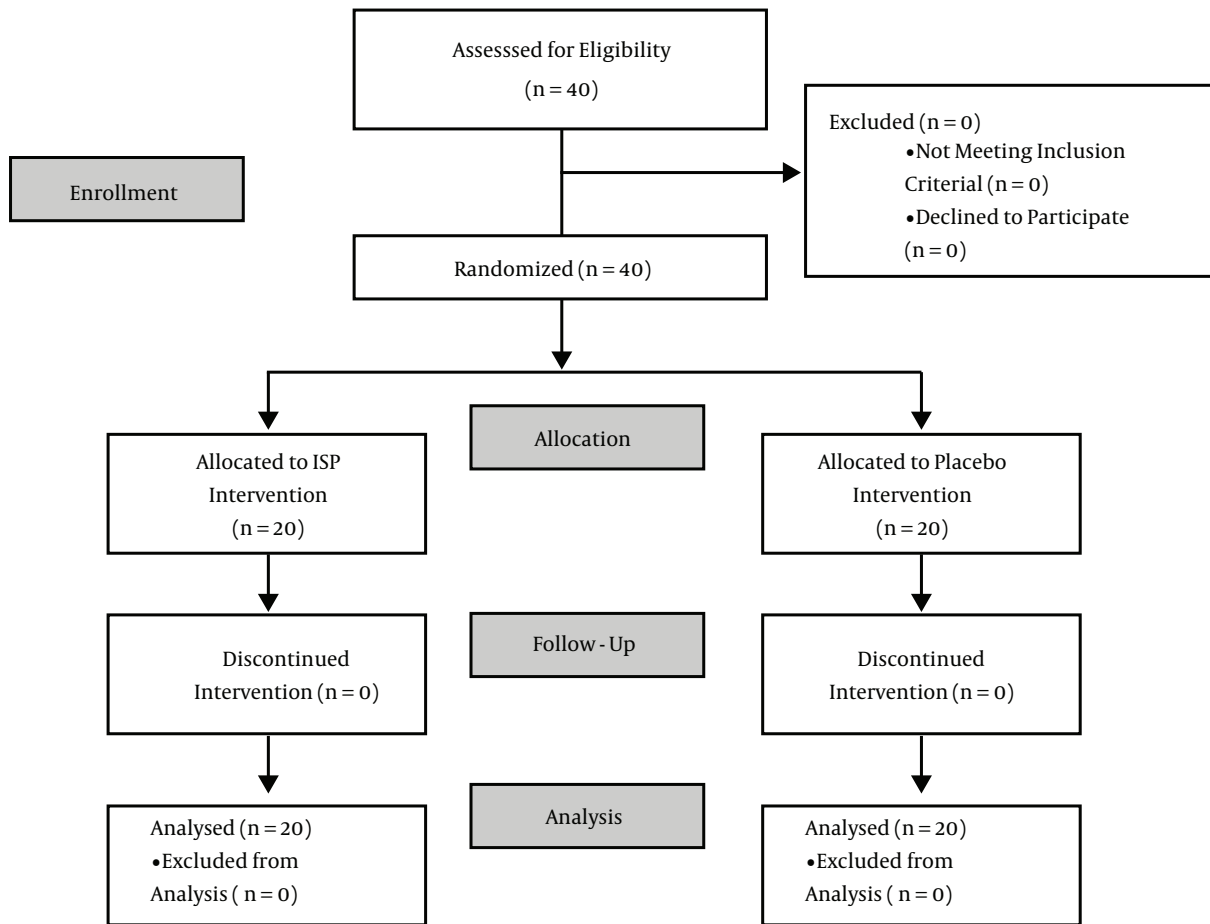 Assesssed for Eligibility
(n = 40)
Excluded (n = 0)
•Not Meeting Inclusion
Criterial (n = 0)
•Declined to Participate
(n = 0)
Enrollment
Randomized (n = 40)
Allocation
Allocated to ISP
Intervention
(n = 20)
Allocated to Placebo
Intervention
(n = 20)
Follow - Up
Discontinued
Intervention (n = 0)
Discontinued
Intervention (n = 0)
Analysis
Analysed (n = 20)
•Excluded from
Analysis ( n = 0)
Analysed (n = 20)
•Excluded from
Analysis ( n = 0)